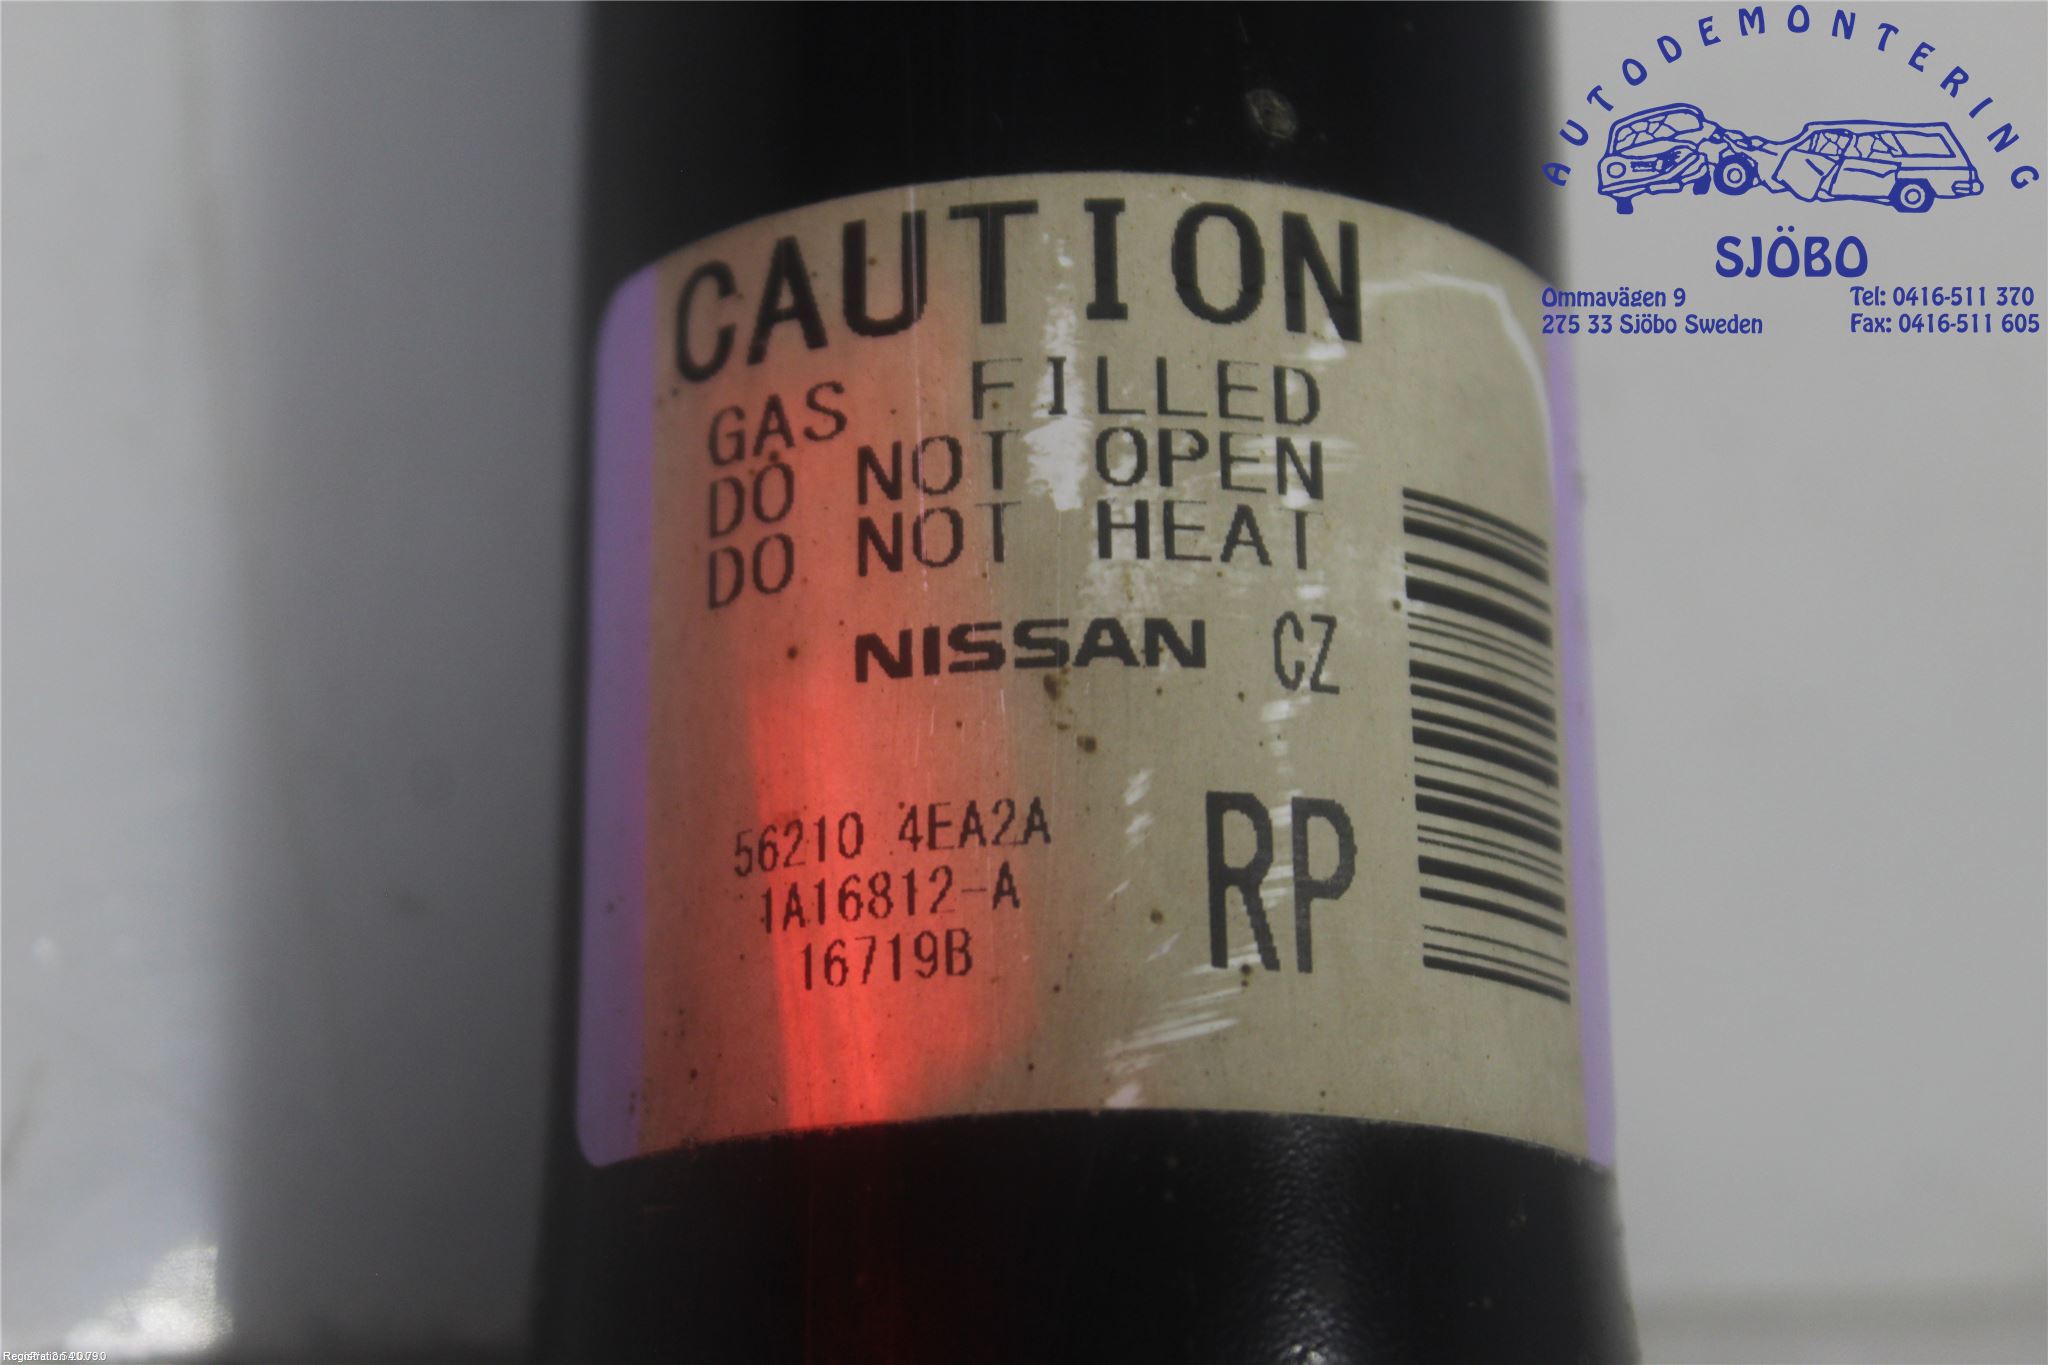 CAUTION
GAS FILLED
DO NOT OPEN
DO NOT HEAT
NISSAN CZ
56210 4EA2A
1A16812-A
16719B
RP
AUTODEMONTERING
SJÖBO
Ommavägen 9
275 33 Sjöbo Sweden
Tel: 0416-511 370
Fax: 0416-511 605